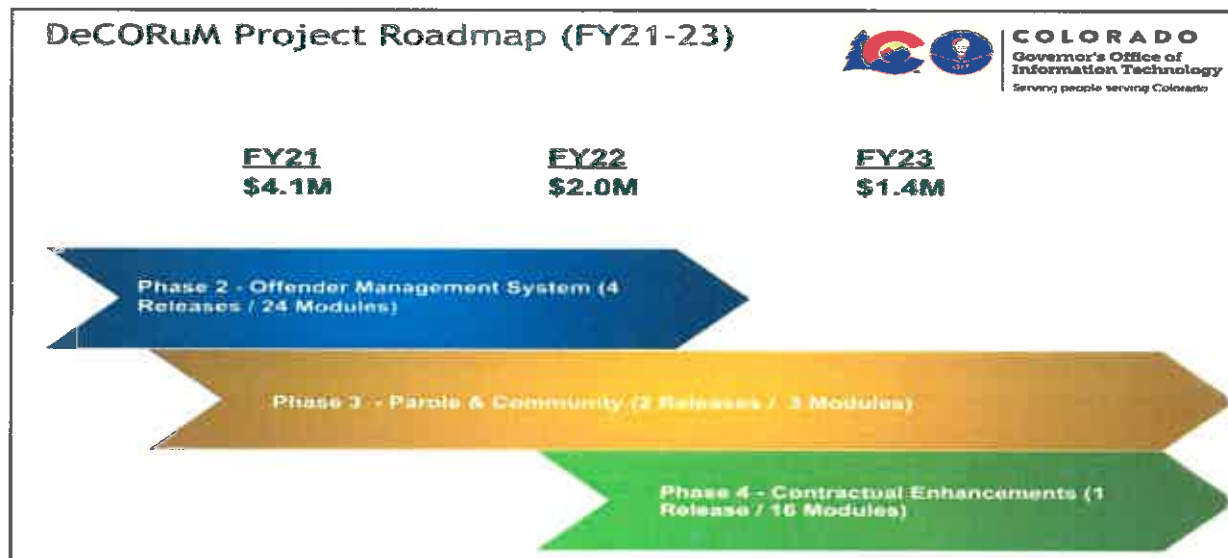 DeCORuM Project Roadmap (FY21-23)
COLORADO
Governor's Office of
Information Technology
Serving people serving Colorado
FY21 FY22 FY23
$4.1M $2.0M $1.4M
Phase 2 - Offender Management System (4
Releases / 24 Modules)
Phase 3 - Parole & Community (2 Releases / 3 Modules)
Phase 4 - Contractual Enhancements (1
Release / 16 Modules)